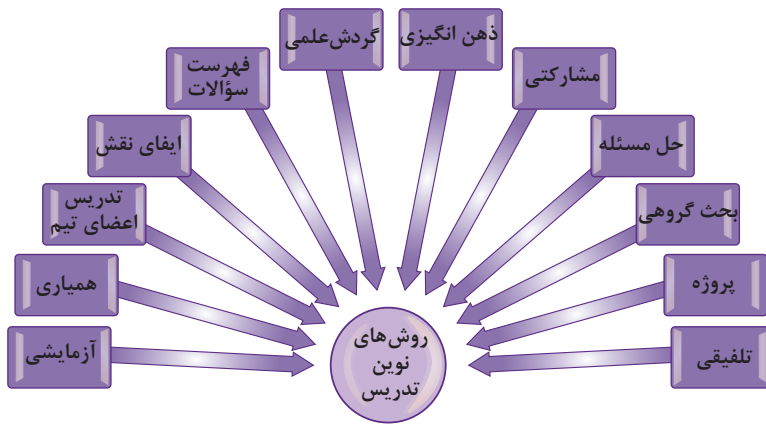 ذهن انگیزی
گردش‌علمی
مشارکتی
فهرست
سؤالات
حل مسئله
ایفای نقش
بحث گروهی
تدریس
اعضای تیم
پروژه
همیاری
تلفیقی
آزمایشی
روش‌های
نوین
تدریس